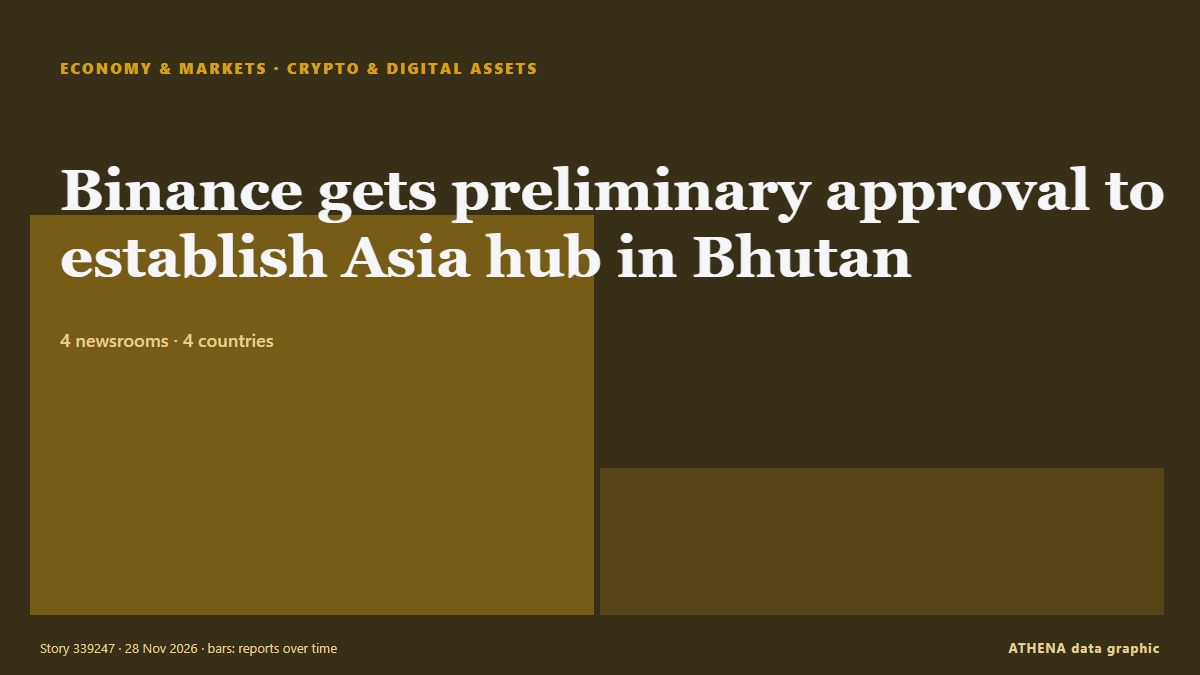 ECONOMY & MARKETS · CRYPTO & DIGITAL ASSETS
Binance gets preliminary approval to
establish Asia hub in Bhutan
4 newsrooms · 4 countries
Story 339247 · 28 Nov 2026 · bars: reports over time
ATHENA data graphic